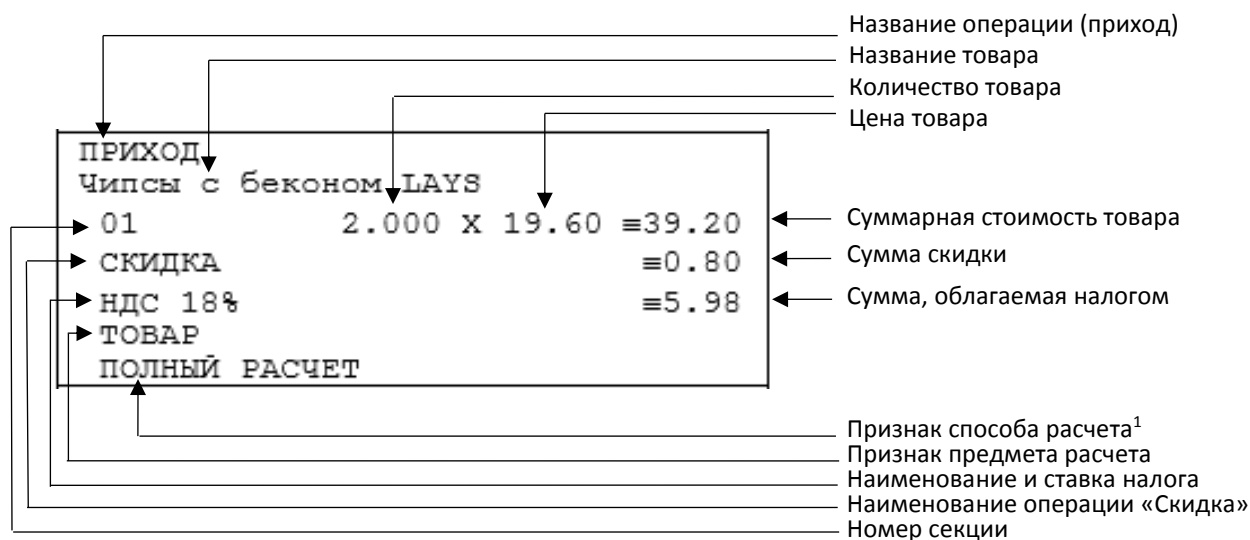 Название операции (приход)
Название товара
Количество товара
Цена товара
ПРИХОД
Чипсы с беконом LAYS
01 2.000 X 19.60 ≡39.20
Суммарная стоимость товара
СКИДКА ≡0.80
Сумма скидки
НДС 18% ≡5.98
Сумма, облагаемая налогом
ТОВАР
ПОЛНЫЙ РАСЧЕТ
Признак способа расчета¹
Признак предмета расчета
Наименование и ставка налога
Наименование операции «Скидка»
Номер секции